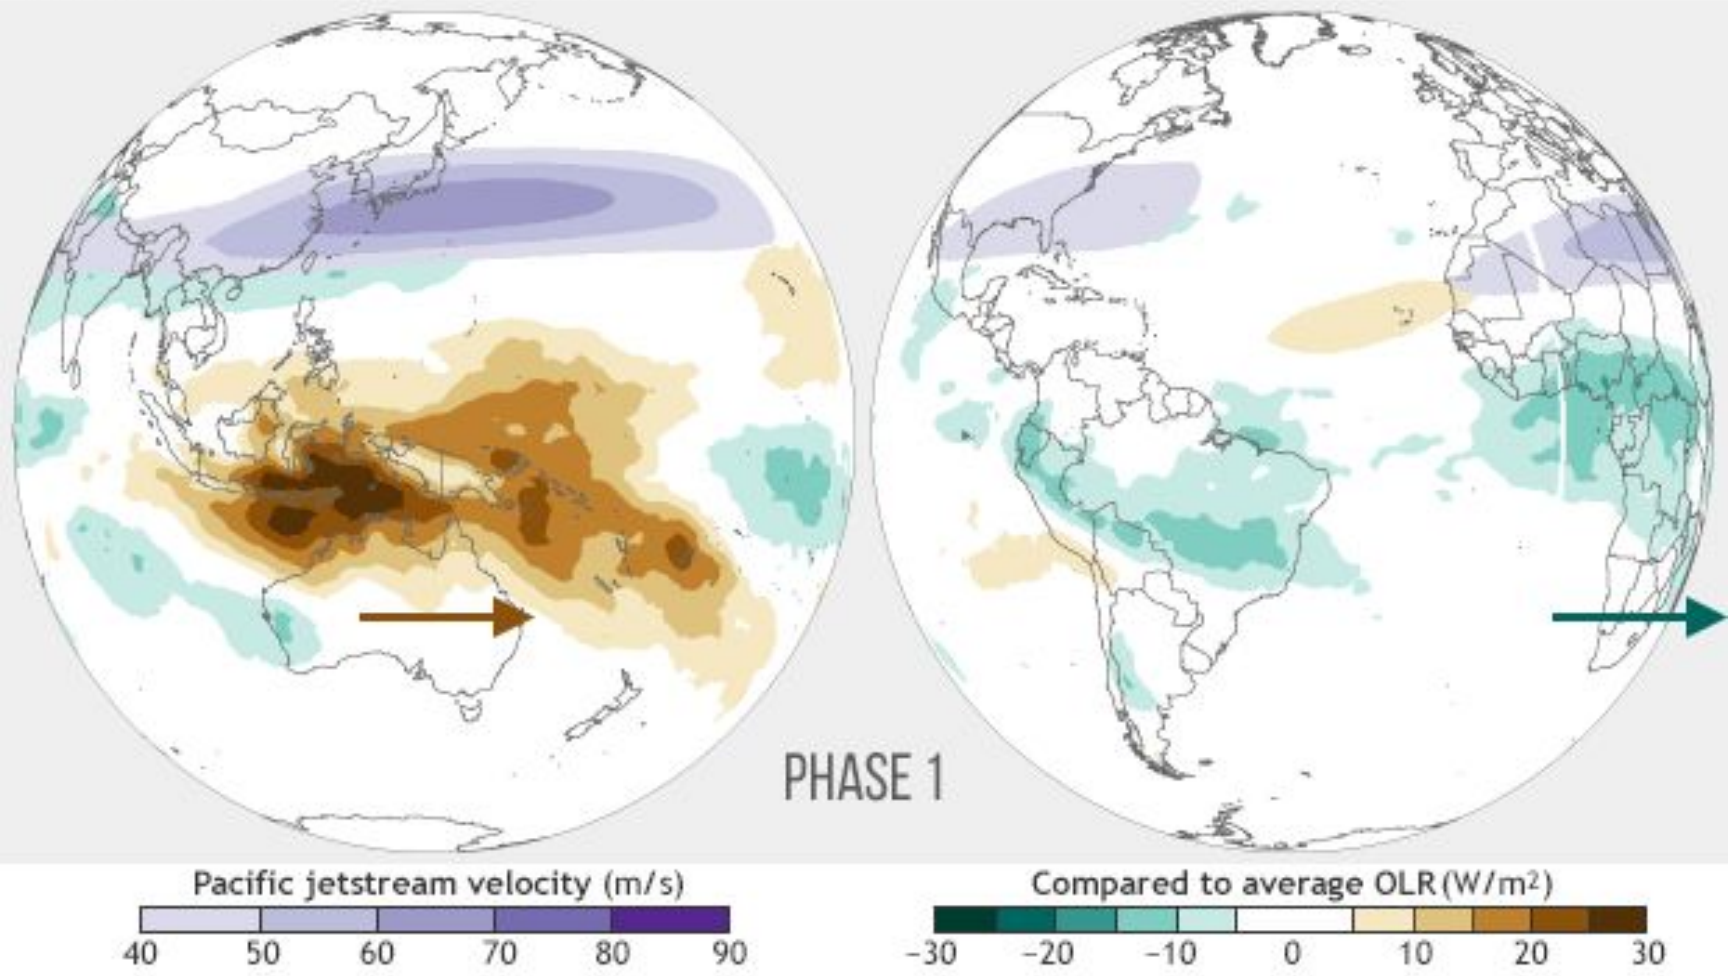 PHASE 1
Pacific jetstream velocity (m/s)
40 50 60 70 80 90
Compared to average OLR (W/m²)
−30 −20 −10 0 10 20 30